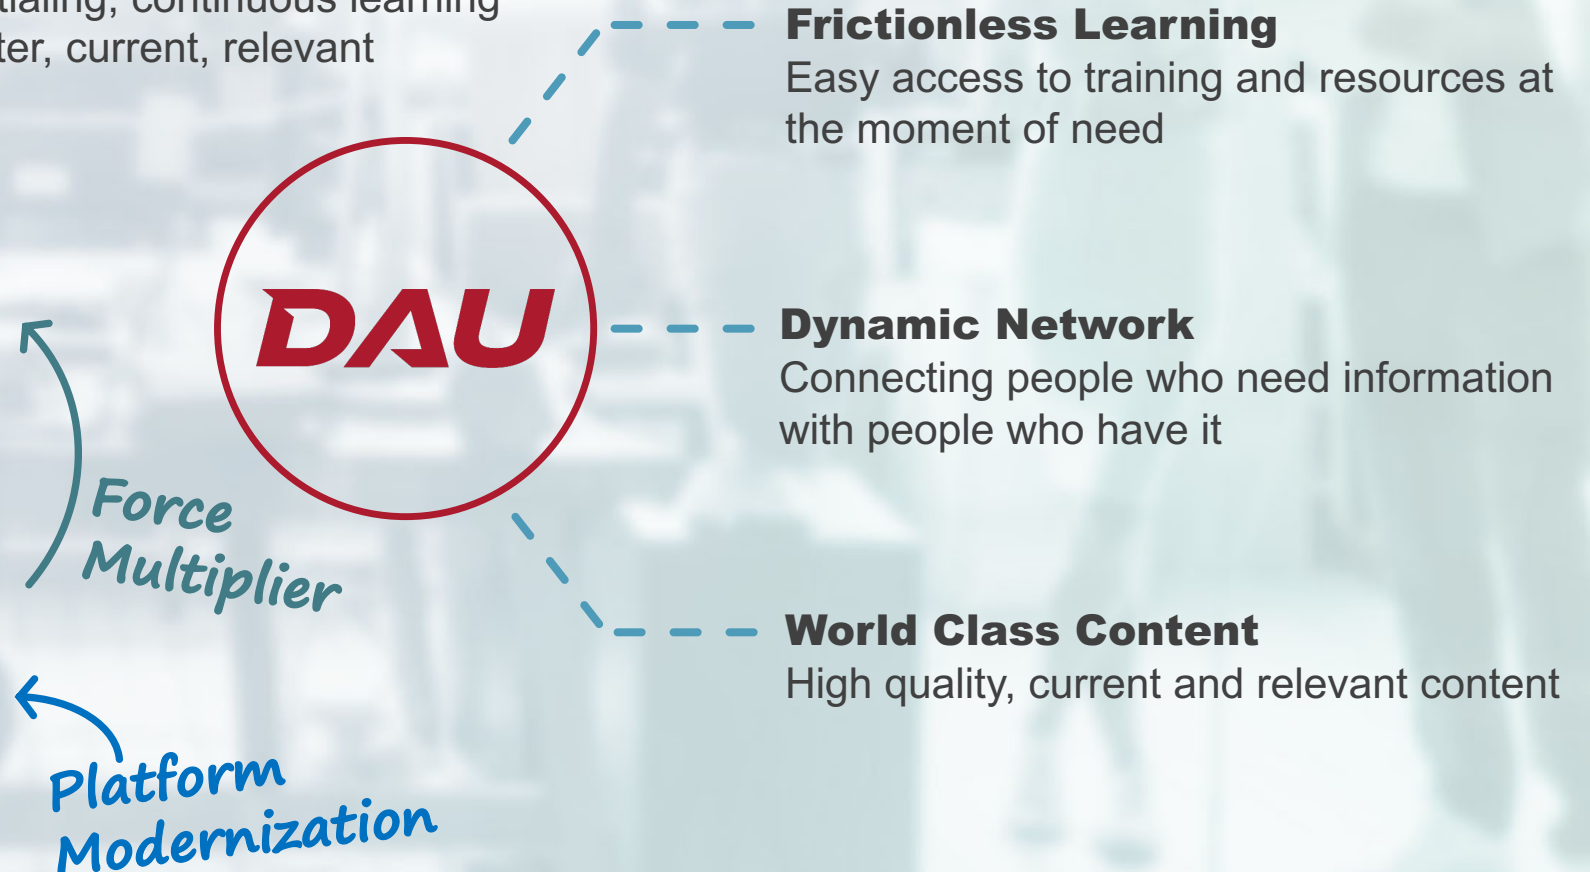 continuous learning
current, relevant
Frictionless Learning
Easy access to training and resources at
the moment of need
DAU
Dynamic Network
Connecting people who need information
with people who have it
Force
Multiplier
World Class Content
High quality, current and relevant content
Platform
Modernization